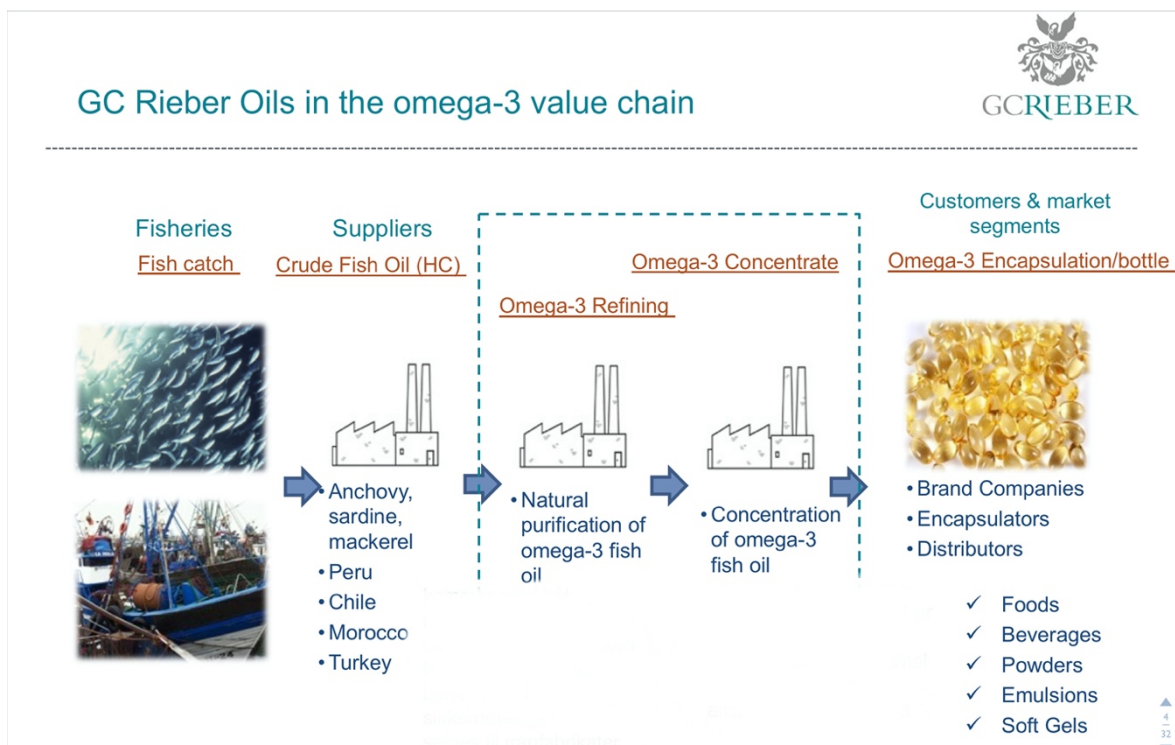 GC Rieber Oils in the omega-3 value chain
GCRIEBER
Fisheries
Fish catch
Suppliers
Crude Fish Oil (HC)
Omega-3 Refining
Omega-3 Concentrate
Customers & market
segments
Omega-3 Encapsulation/bottle
• Anchovy,
sardine,
mackerel
• Peru
• Chile
• Morocco
• Turkey
• Natural
purification of
omega-3 fish
oil
• Concentration
of omega-3
fish oil
• Brand Companies
• Encapsulators
• Distributors
✓ Foods
✓ Beverages
✓ Powders
✓ Emulsions
✓ Soft Gels
4
32